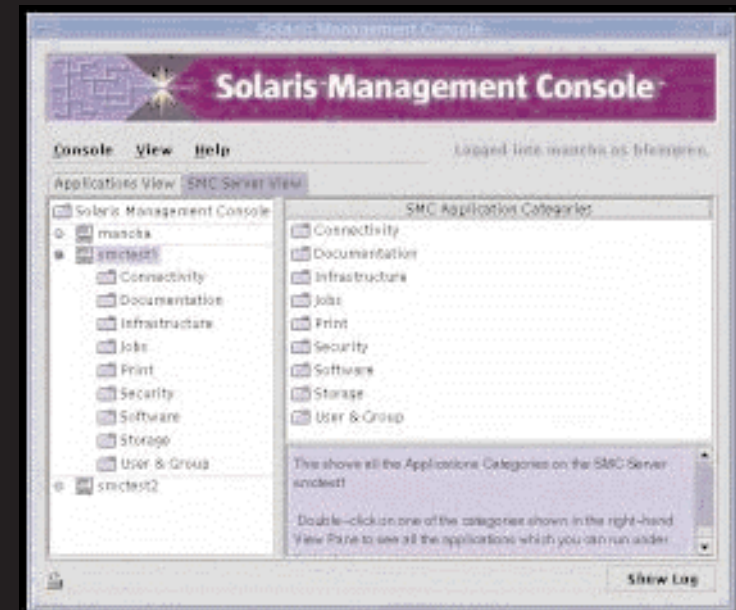 Solaris Management Console
Solaris Management Console
Console View Help
Logged into mancha as
Applications View SMC Server View
Solaris Management Console
mancha
smctest1
Connectivity
Documentation
Infrastructure
Jobs
Print
Security
Software
Storage
User & Group
smctest2
SMC Application Categories
Connectivity
Documentation
Infrastructure
Jobs
Print
Security
Software
Storage
User & Group
This shows all the Applications Categories on the SMC Server
smctest1
Double-click on one of the categories shown in the right-hand
View Pane to see all the applications which you can run under
Show Log